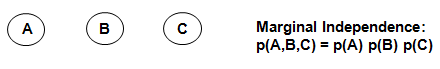 A B C
Marginal Independence:
p(A,B,C) = p(A) p(B) p(C)